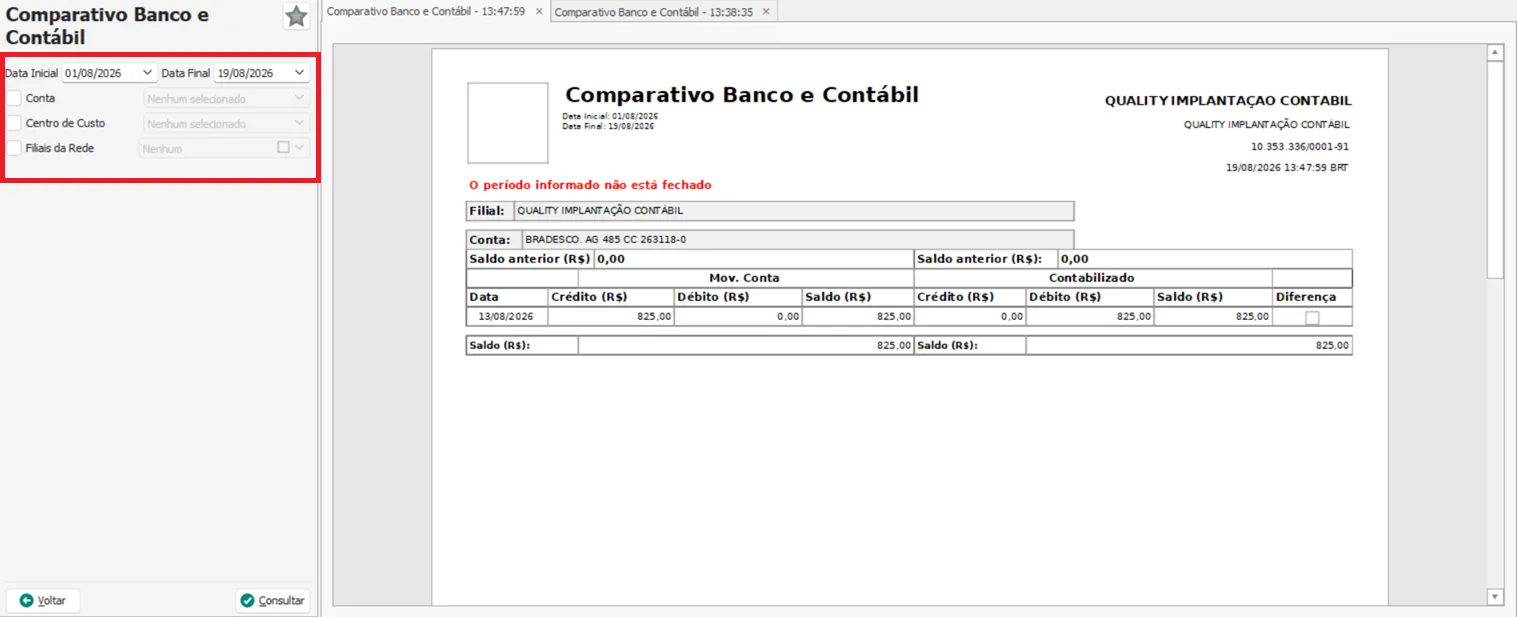 Comparativo Banco e
Contábil
Data Inicial 01/08/2026 Data Final 19/08/2026
Conta Nenhum selecionado
Centro de Custo Nenhum selecionado
Filiais da Rede Nenhum
Voltar Consultar
Comparativo Banco e Contábil - 13:47:59 × Comparativo Banco e Contábil - 13:38:35 ×
Comparativo Banco e Contábil
Data Inicial: 01/08/2026
Data Final: 19/08/2026
QUALITY IMPLANTAÇAO CONTABIL
QUALITY IMPLANTAÇÃO CONTÁBIL
10.353.336/0001-91
19/08/2026 13:47:59 BRT
O período informado não está fechado
Filial: QUALITY IMPLANTAÇÃO CONTÁBIL
Conta: BRADESCO. AG 485 CC 263118-0
Saldo anterior (R$) 0,00 Saldo anterior (R$): 0,00
Mov. Conta Contabilizado
Data Crédito (R$) Débito (R$) Saldo (R$) Crédito (R$) Débito (R$) Saldo (R$) Diferença
13/08/2026 825,00 0,00 825,00 0,00 825,00 825,00
Saldo (R$): 825,00 Saldo (R$): 825,00